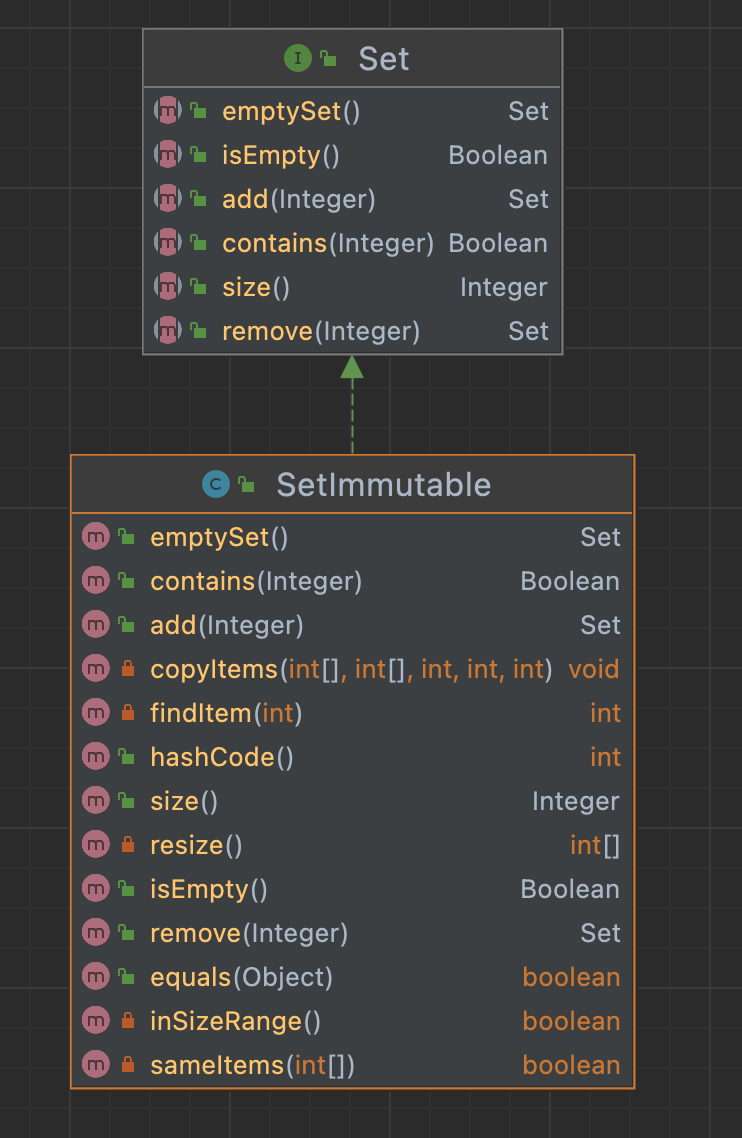 I Set
m emptySet() Set
m isEmpty() Boolean
m add(Integer) Set
m contains(Integer) Boolean
m size() Integer
m remove(Integer) Set
C SetImmutable
m emptySet() Set
m contains(Integer) Boolean
m add(Integer) Set
m copyItems(int[], int[], int, int, int) void
m findItem(int) int
m hashCode() int
m size() Integer
m resize() int[]
m isEmpty() Boolean
m remove(Integer) Set
m equals(Object) boolean
m inSizeRange() boolean
m sameItems(int[]) boolean